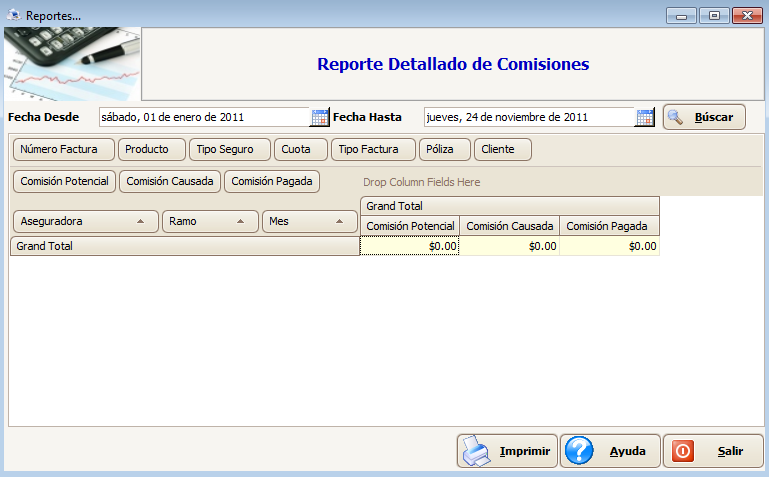 Reportes...
Reporte Detallado de Comisiones
Fecha Desde sábado, 01 de enero de 2011 Fecha Hasta jueves, 24 de noviembre de 2011 Búscar
Número Factura Producto Tipo Seguro Cuota Tipo Factura Póliza Cliente
Comisión Potencial Comisión Causada Comisión Pagada Drop Column Fields Here
Grand Total
Aseguradora Ramo Mes Comisión Potencial Comisión Causada Comisión Pagada
Grand Total $0.00 $0.00 $0.00
Imprimir Ayuda Salir